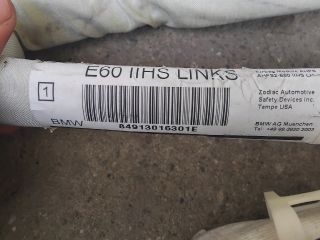 E60 IIHS LINKS
1
BMW
84913016301E
Zodiac Automotive
Safety Devices Inc.
Tempe USA
BMW AG Muenchen